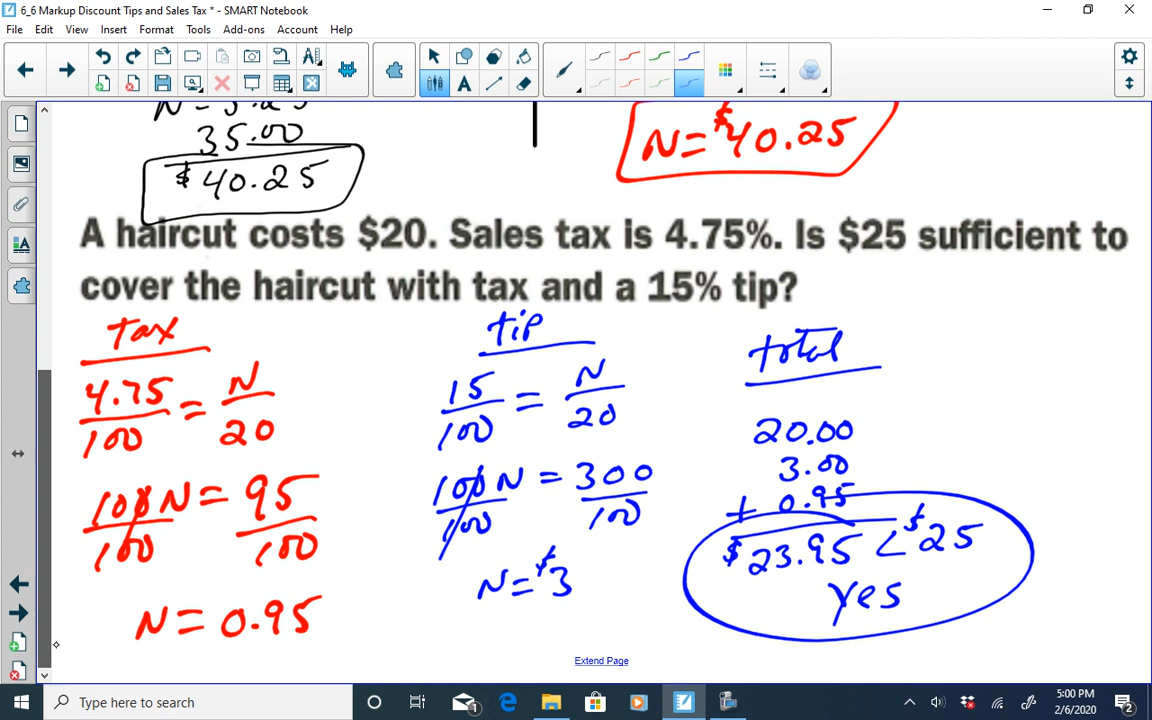 6_6 Markup Discount Tips and Sales Tax * - SMART Notebook
File Edit View Insert Format Tools Add-ons Account Help
N = 5.25
35.00
$40.25
N = $40.25
A haircut costs $20. Sales tax is 4.75%. Is $25 sufficient to
cover the haircut with tax and a 15% tip?
Tax
4.75/100 = N/20
100N/100 = 95/100
N = 0.95
tip
15/100 = N/20
100N/100 = 300/100
N = $3
total
20.00
3.00
+ 0.95
$23.95 < $25
yes
Extend Page
Type here to search
1
5:00 PM
2/6/2020
2